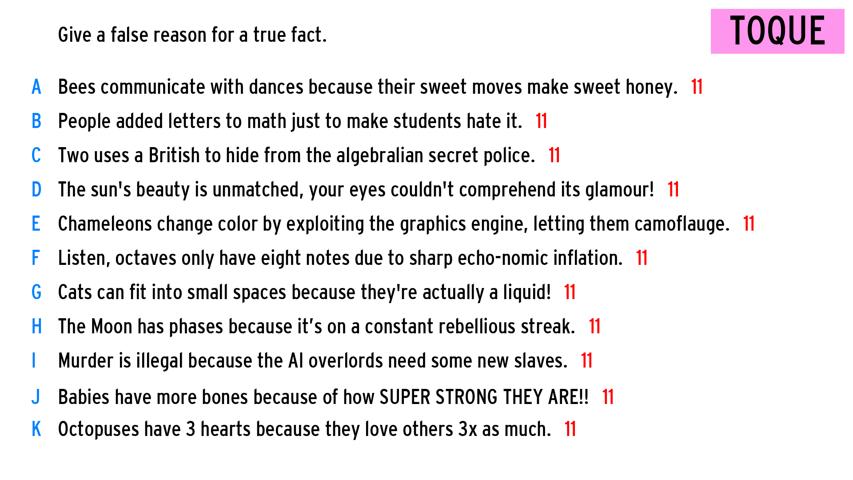 Give a false reason for a true fact.
TOQUE
A Bees communicate with dances because their sweet moves make sweet honey. 11
B People added letters to math just to make students hate it. 11
C Two uses a British to hide from the algebralian secret police. 11
D The sun's beauty is unmatched, your eyes couldn't comprehend its glamour! 11
E Chameleons change color by exploiting the graphics engine, letting them camoflauge. 11
F Listen, octaves only have eight notes due to sharp echo-nomic inflation. 11
G Cats can fit into small spaces because they're actually a liquid! 11
H The Moon has phases because it’s on a constant rebellious streak. 11
I Murder is illegal because the AI overlords need some new slaves. 11
J Babies have more bones because of how SUPER STRONG THEY ARE!! 11
K Octopuses have 3 hearts because they love others 3x as much. 11